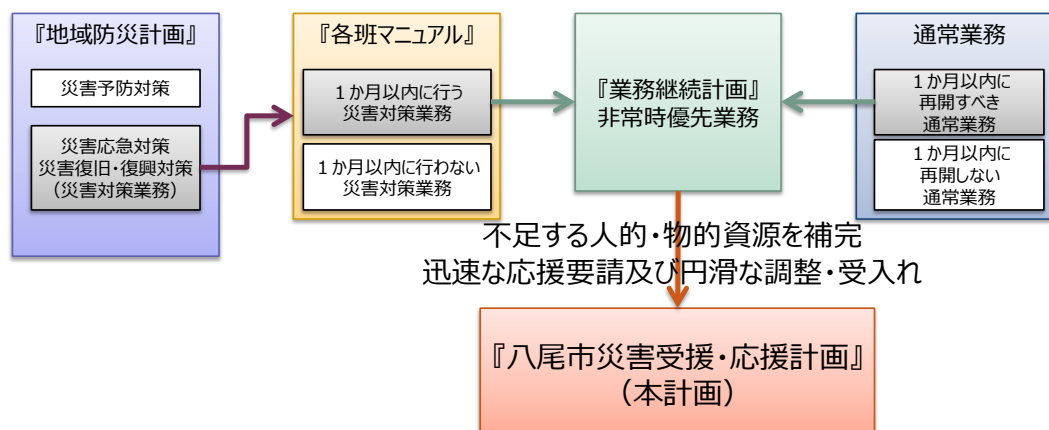 『地域防災計画』
災害予防対策
災害応急対策
災害復旧・復興対策
（災害対策業務）
『各班マニュアル』
１か月以内に行う
災害対策業務
１か月以内に行わない
災害対策業務
『業務継続計画』
非常時優先業務
通常業務
１か月以内に
再開すべき
通常業務
１か月以内に
再開しない
通常業務
不足する人的・物的資源を補完
迅速な応援要請及び円滑な調整・受入れ
『八尾市災害受援・応援計画』
（本計画）